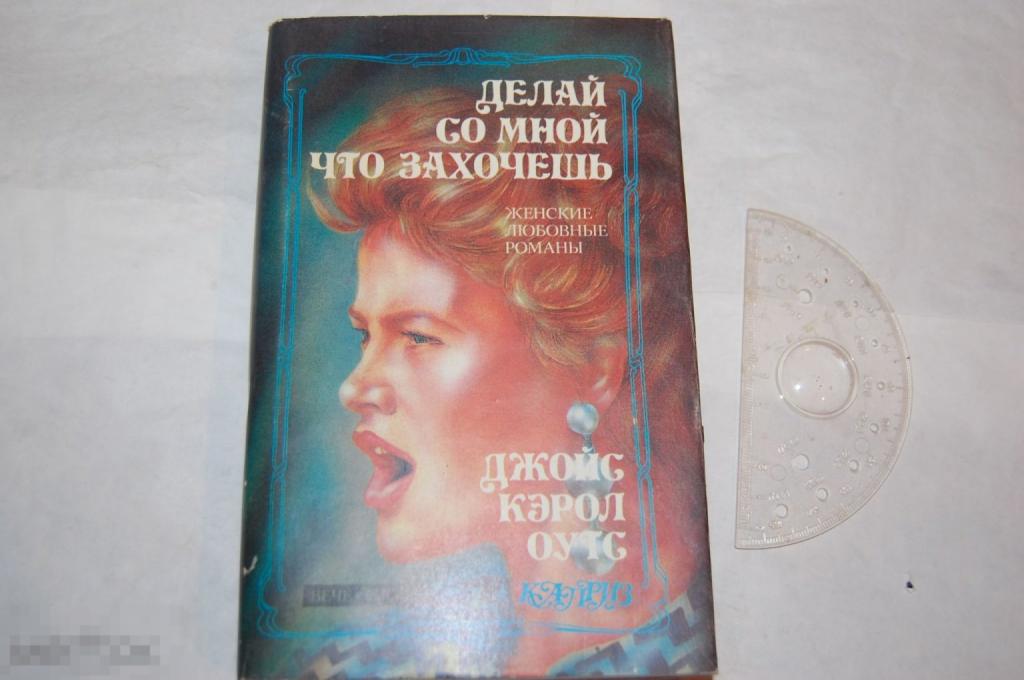 ДЕЛАЙ
СО МНОЙ
ЧТО ЗАХОЧЕШЬ
ЖЕНСКИЕ
ЛЮБОВНЫЕ
РОМАНЫ
ДЖОЙС
КЭРОЛ
ОУТС
КАПРИЗ